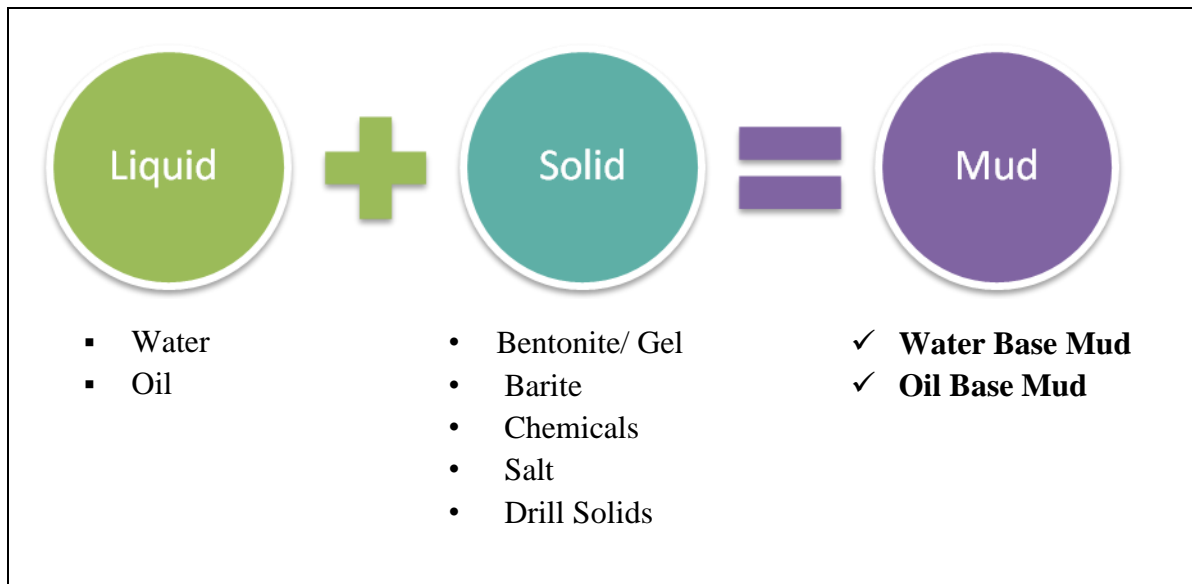 Liquid
Solid
Mud
▪ Water
▪ Oil
• Bentonite/ Gel
• Barite
• Chemicals
• Salt
• Drill Solids
✓ Water Base Mud
✓ Oil Base Mud